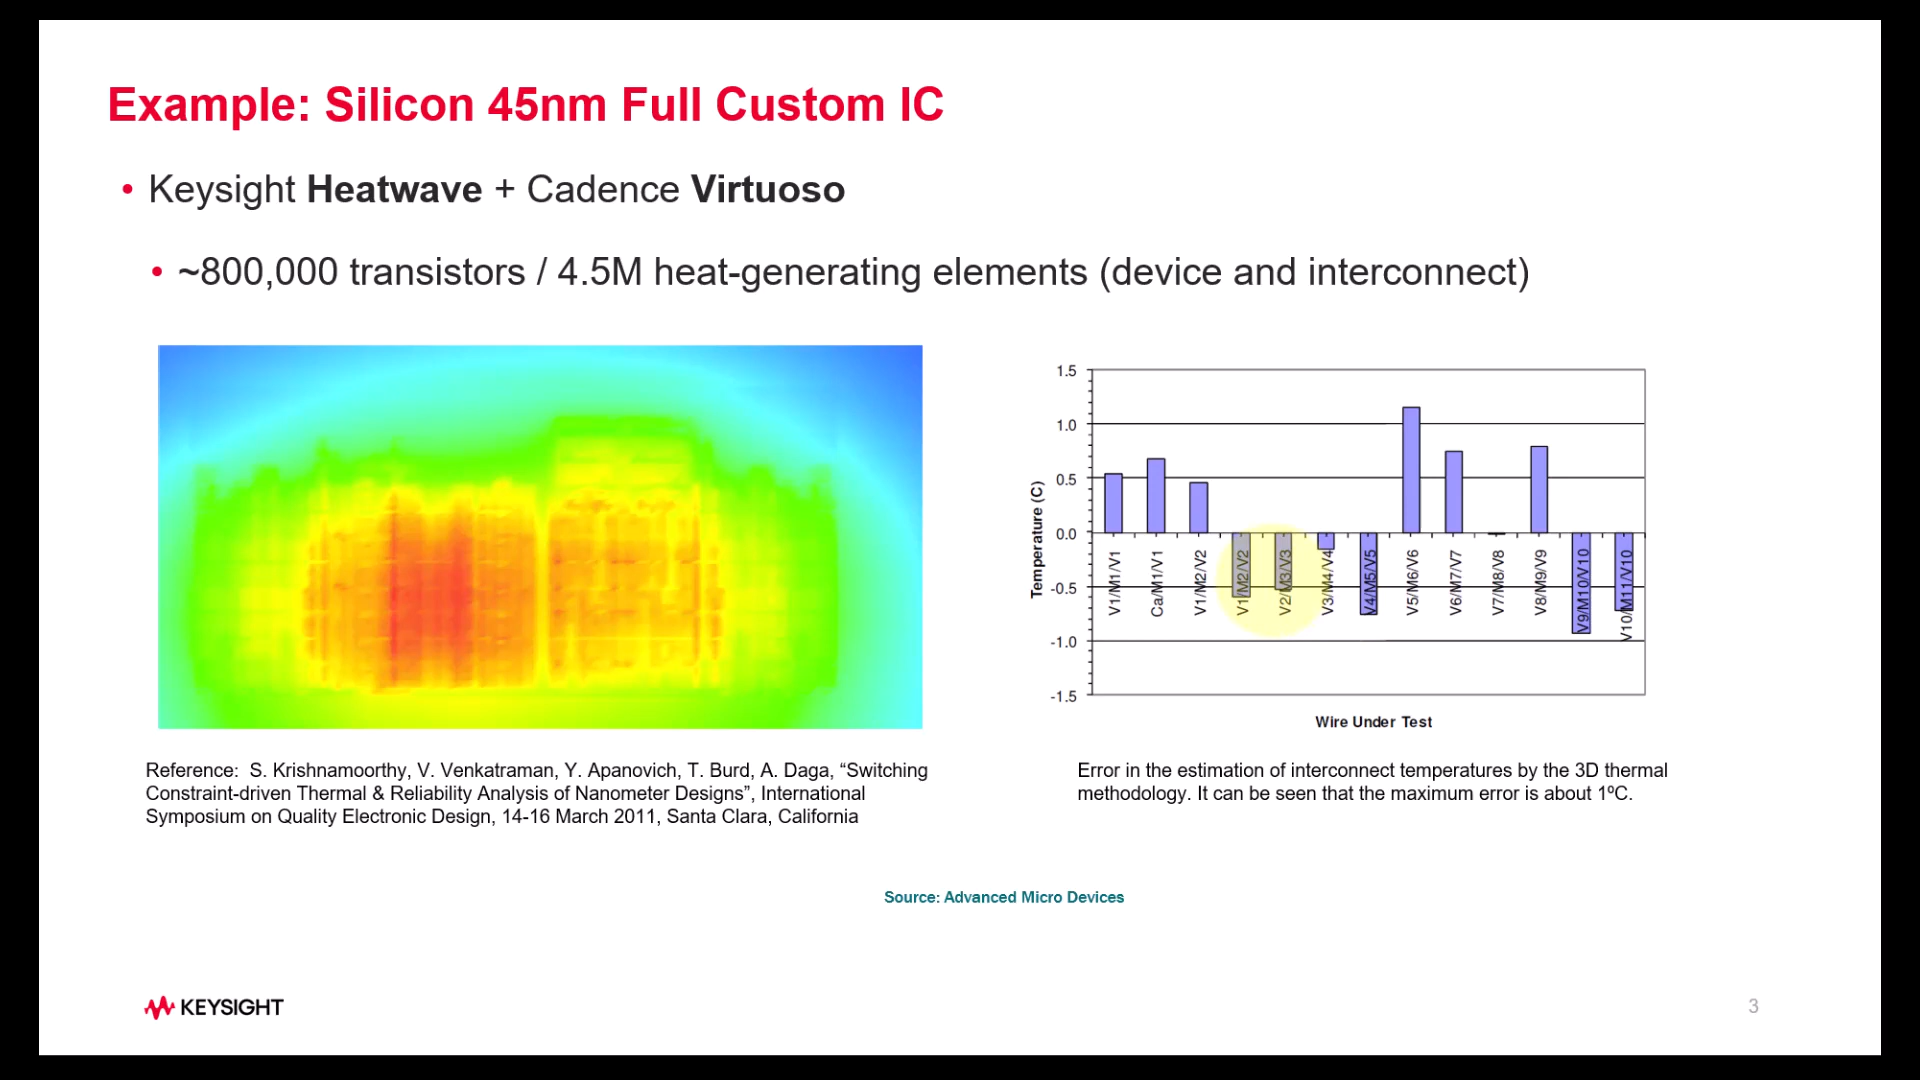 Example: Silicon 45nm Full Custom IC
• Keysight Heatwave + Cadence Virtuoso
• ~800,000 transistors / 4.5M heat-generating elements (device and interconnect)
1.5
1.0
0.5
0.0
-0.5
-1.0
-1.5
Temperature (C)
V1/M1/V1
Ca/M1/V1
V1/M2/V2
V1/M2/V2
V2/M3/V3
V3/M4/V4
V4/M5/V5
V5/M6/V6
V6/M7/V7
V7/M8/V8
V8/M9/V9
V9/M10/V10
V10/M11/V10
Wire Under Test
Reference:  S. Krishnamoorthy, V. Venkatraman, Y. Apanovich, T. Burd, A. Daga, “Switching
Constraint-driven Thermal & Reliability Analysis of Nanometer Designs”, International
Symposium on Quality Electronic Design, 14-16 March 2011, Santa Clara, California
Error in the estimation of interconnect temperatures by the 3D thermal
methodology. It can be seen that the maximum error is about 1ºC.
Source: Advanced Micro Devices
KEYSIGHT
3